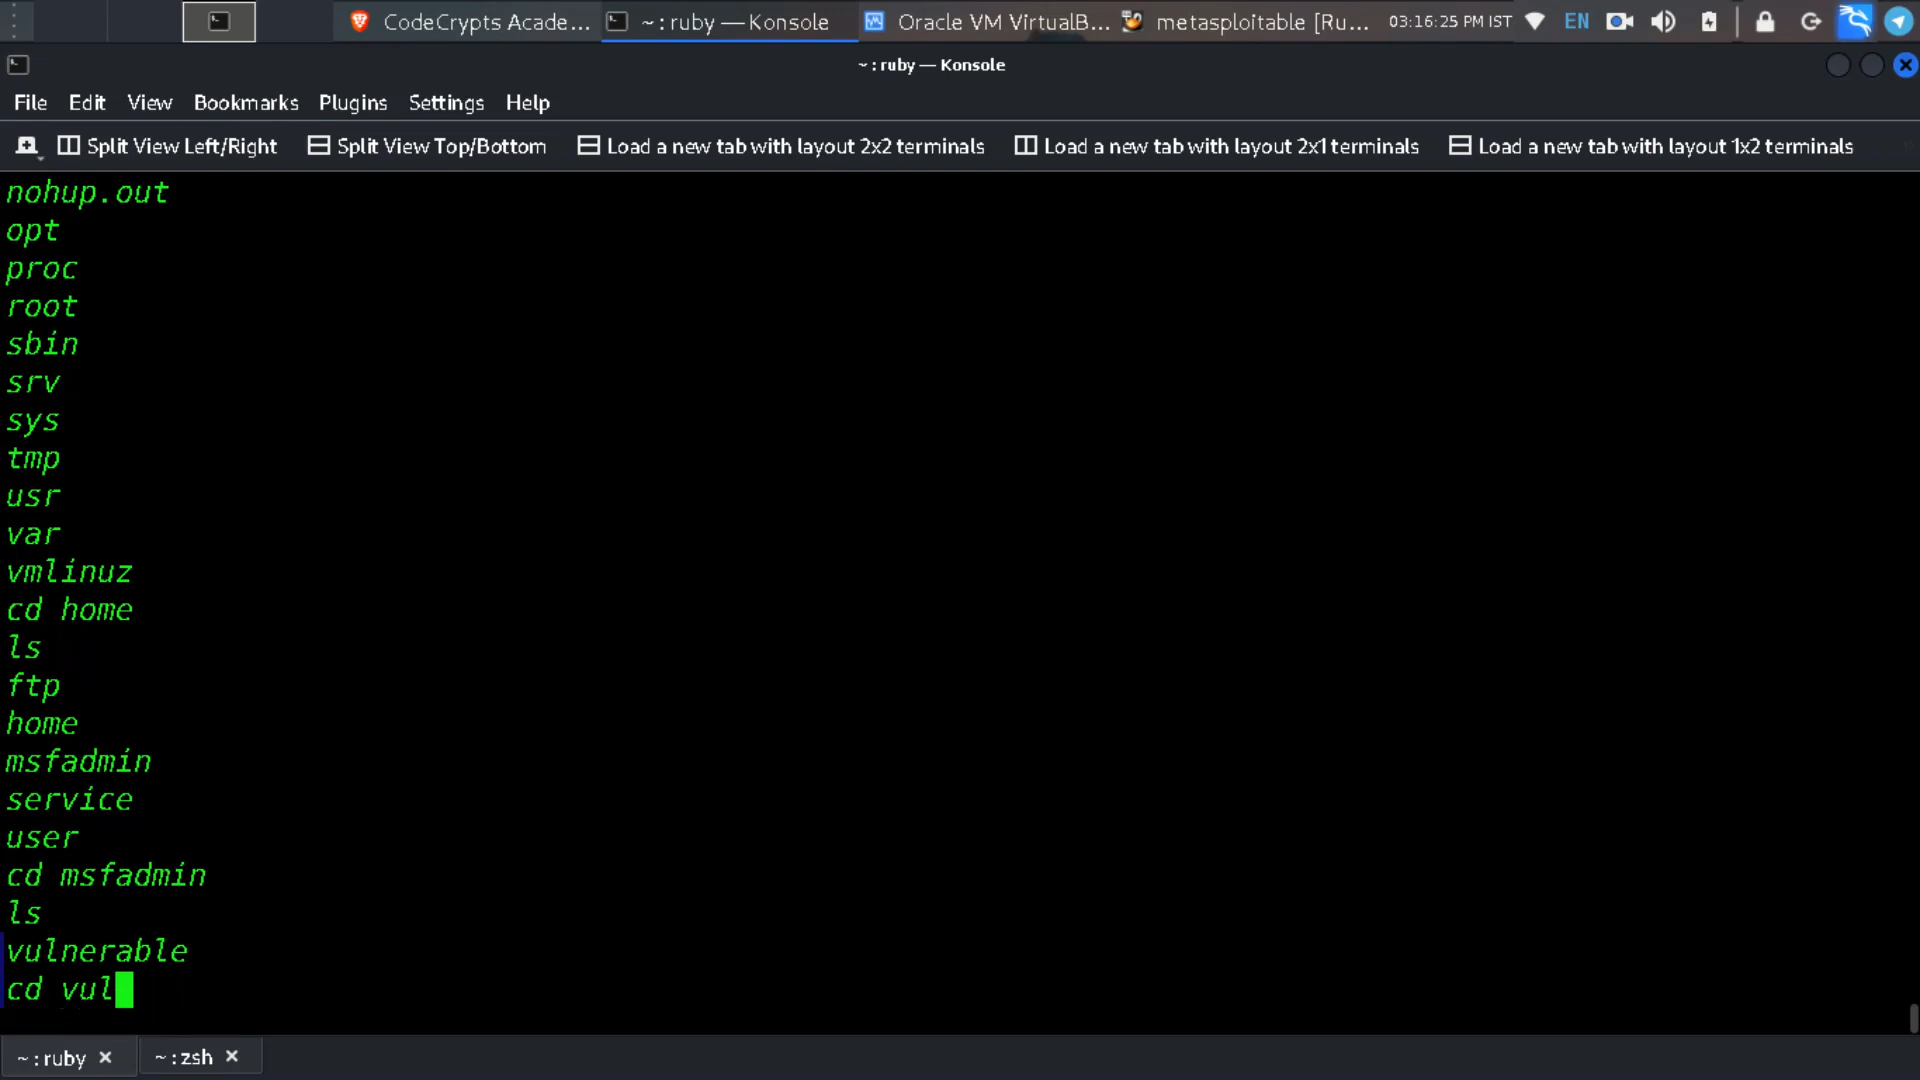 CodeCrypts Acade...
~ : ruby — Konsole
Oracle VM VirtualB...
metasploitable [Ru...
03:16:25 PM IST
EN
~ : ruby — Konsole
File Edit View Bookmarks Plugins Settings Help
Split View Left/Right Split View Top/Bottom Load a new tab with layout 2x2 terminals Load a new tab with layout 2x1 terminals Load a new tab with layout 1x2 terminals
nohup.out
opt
proc
root
sbin
srv
sys
tmp
usr
var
vmlinuz
cd home
ls
ftp
home
msfadmin
service
user
cd msfadmin
ls
vulnerable
cd vul
~ : ruby
~ : zsh